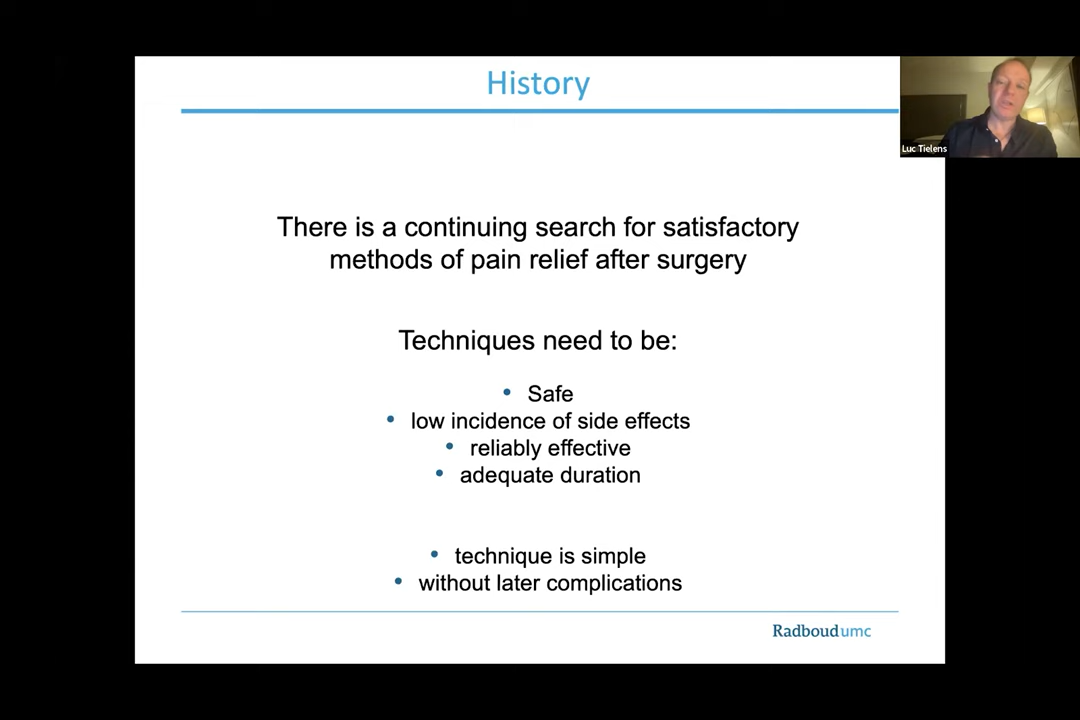 History
Luc Tielens
There is a continuing search for satisfactory
methods of pain relief after surgery
Techniques need to be:
• Safe
• low incidence of side effects
• reliably effective
• adequate duration
• technique is simple
• without later complications
Radboudumc